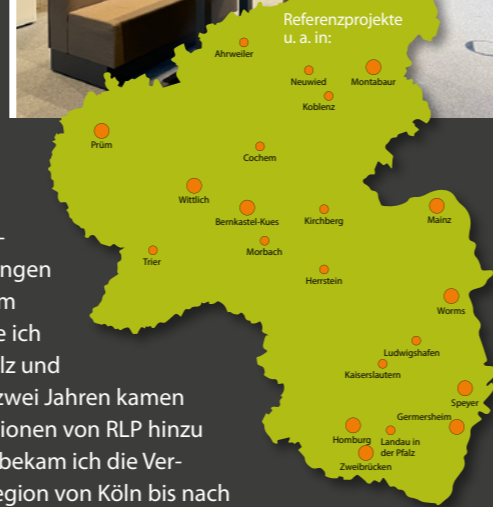 Referenzprojekte
u. a. in:
Ahrweiler
Neuwied
Montabaur
Koblenz
Prüm
Cochem
Wittlich
Bernkastel-Kues
Kirchberg
Mainz
Trier
Morbach
Herrstein
Worms
Ludwigshafen
Kaiserslautern
Speyer
Germersheim
Homburg
Landau in
der Pfalz
Zweibrücken
-
ngen
m
e ich
lz und
zwei Jahren kamen
ionen von RLP hinzu
bekam ich die Ver-
egion von Köln bis nach